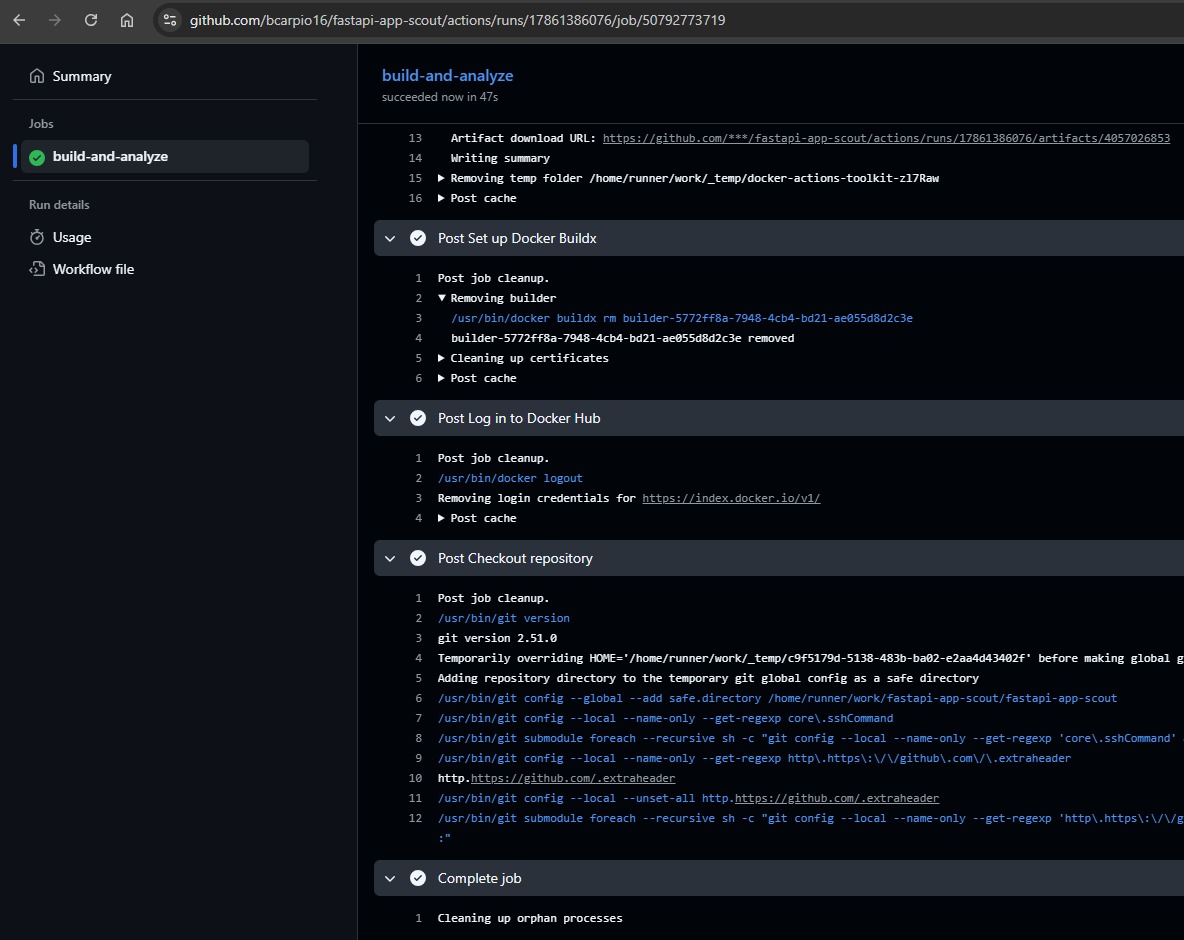 github.com/bcarpio16/fastapi-app-scout/actions/runs/17861386076/job/50792773719
Summary
Jobs
build-and-analyze
Run details
Usage
Workflow file
build-and-analyze
succeeded now in 47s
13 Artifact download URL: https://github.com/***/fastapi-app-scout/actions/runs/17861386076/artifacts/4057026853
14 Writing summary
15 ▶ Removing temp folder /home/runner/work/_temp/docker-actions-toolkit-zl7Raw
16 ▶ Post cache
Post Set up Docker Buildx
1 Post job cleanup.
2 ▼ Removing builder
3 /usr/bin/docker buildx rm builder-5772ff8a-7948-4cb4-bd21-ae055d8d2c3e
4 builder-5772ff8a-7948-4cb4-bd21-ae055d8d2c3e removed
5 ▶ Cleaning up certificates
6 ▶ Post cache
Post Log in to Docker Hub
1 Post job cleanup.
2 /usr/bin/docker logout
3 Removing login credentials for https://index.docker.io/v1/
4 ▶ Post cache
Post Checkout repository
1 Post job cleanup.
2 /usr/bin/git version
3 git version 2.51.0
4 Temporarily overriding HOME='/home/runner/work/_temp/c9f5179d-5138-483b-ba02-e2aa4d43402f' before making global g
5 Adding repository directory to the temporary git global config as a safe directory
6 /usr/bin/git config --global --add safe.directory /home/runner/work/fastapi-app-scout/fastapi-app-scout
7 /usr/bin/git config --local --name-only --get-regexp core\.sshCommand
8 /usr/bin/git submodule foreach --recursive sh -c "git config --local --name-only --get-regexp 'core\.sshCommand'
9 /usr/bin/git config --local --name-only --get-regexp http\.https\:\/\/github\.com\/\.extraheader
10 http.https://github.com/.extraheader
11 /usr/bin/git config --local --unset-all http.https://github.com/.extraheader
12 /usr/bin/git submodule foreach --recursive sh -c "git config --local --name-only --get-regexp 'http\.https\:\/\/g
:"
Complete job
1 Cleaning up orphan processes